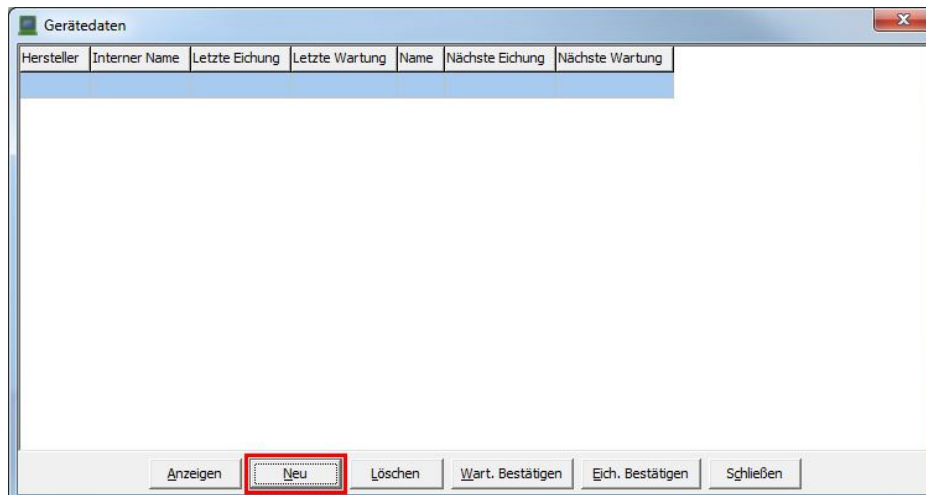 Gerätedaten
Hersteller Interner Name Letzte Eichung Letzte Wartung Name Nächste Eichung Nächste Wartung
Anzeigen Neu Löschen Wart. Bestätigen Eich. Bestätigen Schließen